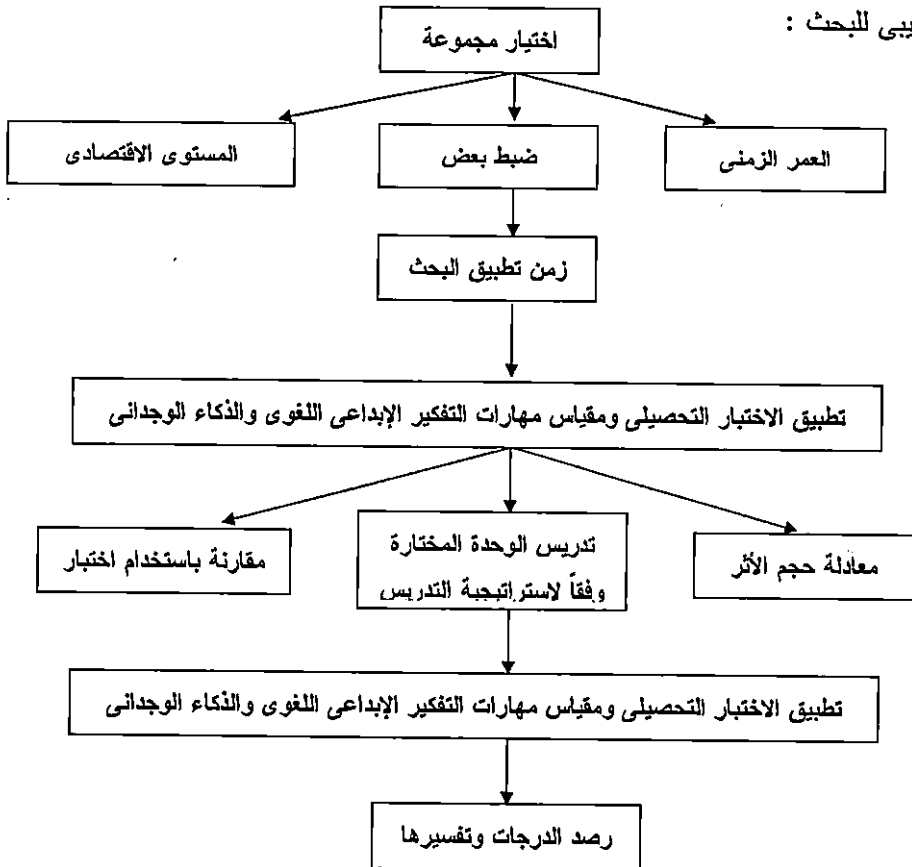 يبى للبحث :
اختيار مجموعة
العمر الزمنى
ضبط بعض
المستوى الاقتصادى
زمن تطبيق البحث
تطبيق الاختبار التحصيلى ومقياس مهارات التفكير الإبداعى اللغوى والذكاء الوجدانى
معادلة حجم الأثر
تدريس الوحدة المختارة
وفقاً لاستراتيجية التدريس
مقارنة باستخدام اختبار
تطبيق الاختبار التحصيلى ومقياس مهارات التفكير الإبداعى اللغوى والذكاء الوجدانى
رصد الدرجات وتفسيرها